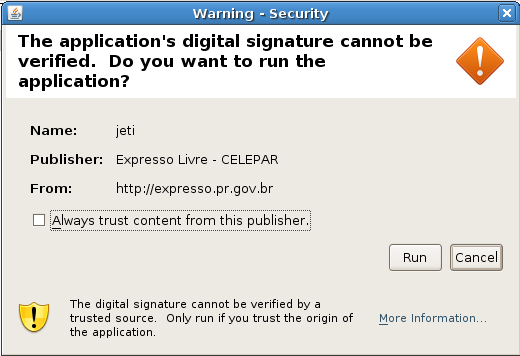 Warning - Security
The application's digital signature cannot be
verified.  Do you want to run the
application?
Name: jeti
Publisher: Expresso Livre - CELEPAR
From: http://expresso.pr.gov.br
Always trust content from this publisher.
Run Cancel
The digital signature cannot be verified by a
trusted source.  Only run if you trust the origin of
the application.
More Information...